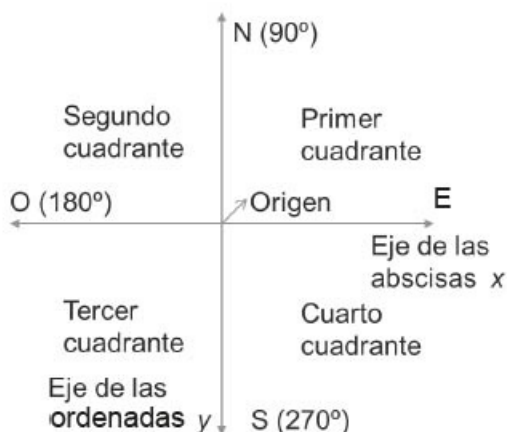 N (90º)
Segundo
cuadrante
Primer
cuadrante
O (180º)
Origen
E
Eje de las
abscisas x
Tercer
cuadrante
Cuarto
cuadrante
Eje de las
ordenadas y
S (270º)